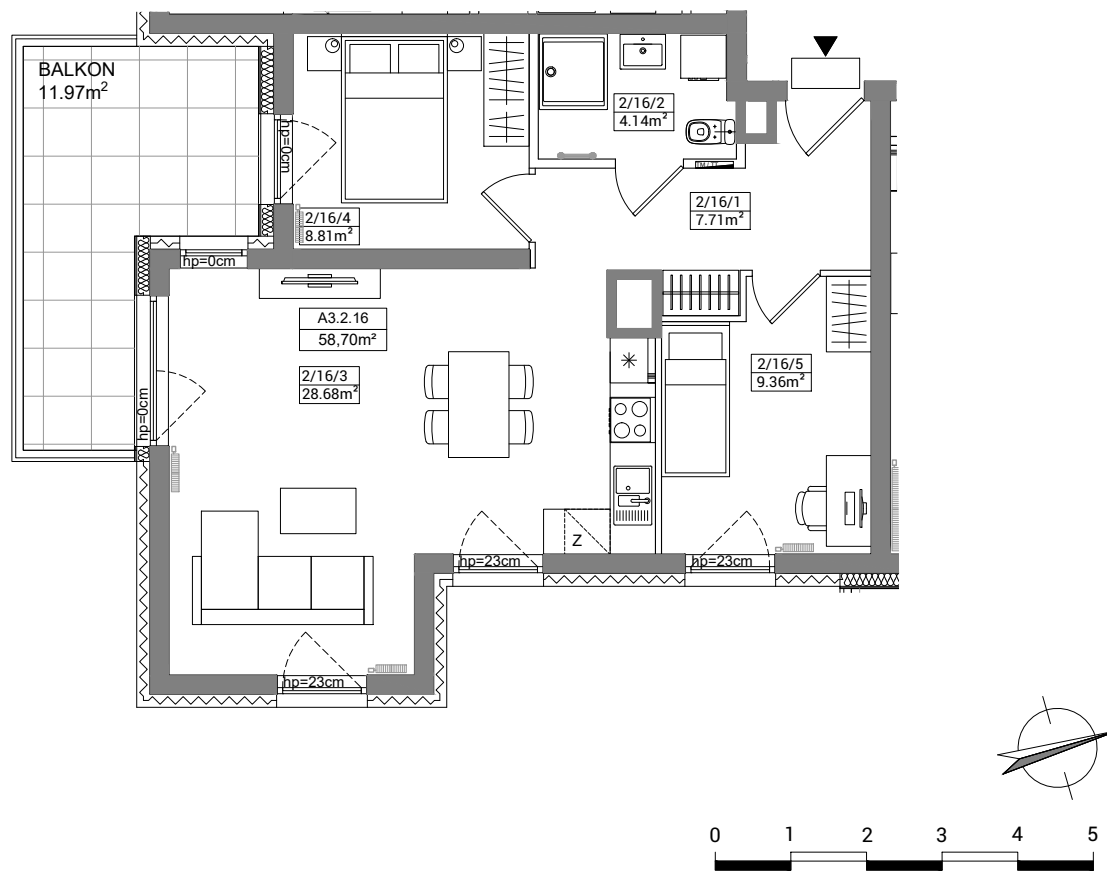 BALKON
11.97m²
hp=0cm
2/16/2
4.14m²
TM / TT
2/16/1
7.71m²
2/16/4
8.81m²
hp=0cm
A3.2.16
58,70m²
2/16/3
28.68m²
2/16/5
9.36m²
hp=0cm
Z
hp=23cm
hp=23cm
hp=23cm
0 1 2 3 4 5